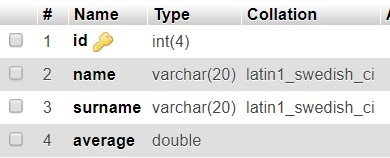 # Name Type Collation A
1 id int(4)
2 name varchar(20) latin1_swedish_ci
3 surname varchar(20) latin1_swedish_ci
4 average double